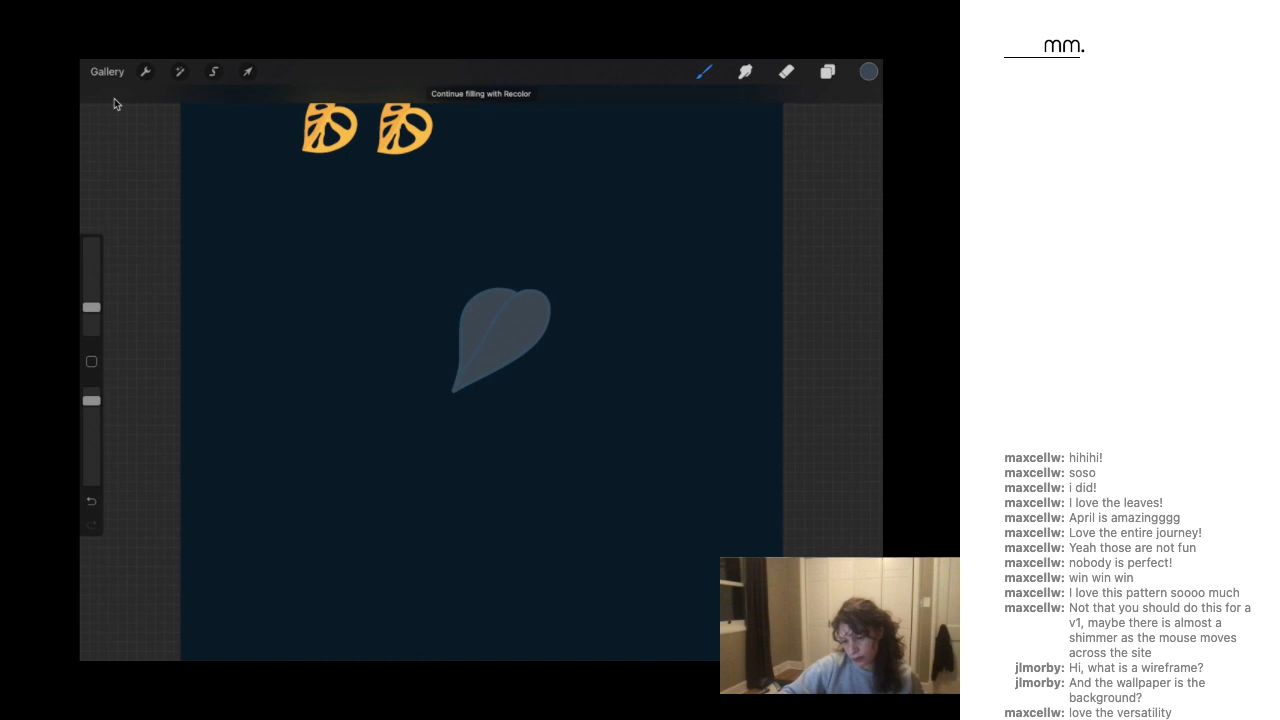 mm.
Gallery
Continue filling with Recolor
maxcellw: hihihi!
maxcellw: soso
maxcellw: i did!
maxcellw: I love the leaves!
maxcellw: April is amazingggg
maxcellw: Love the entire journey!
maxcellw: Yeah those are not fun
maxcellw: nobody is perfect!
maxcellw: win win win
maxcellw: I love this pattern soooo much
maxcellw: Not that you should do this for a
v1, maybe there is almost a
shimmer as the mouse moves
across the site
jlmorby: Hi, what is a wireframe?
jlmorby: And the wallpaper is the
background?
maxcellw: love the versatility